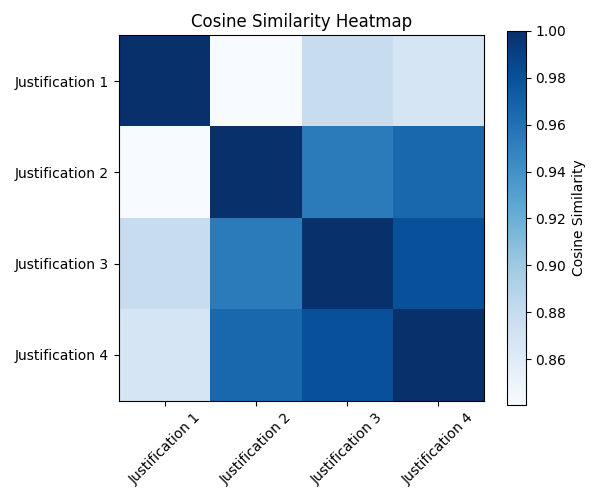 Cosine Similarity Heatmap
Justification 1
Justification 2
Justification 3
Justification 4
Justification 1
Justification 2
Justification 3
Justification 4
1.00
0.98
0.96
0.94
0.92
0.90
0.88
0.86
Cosine Similarity